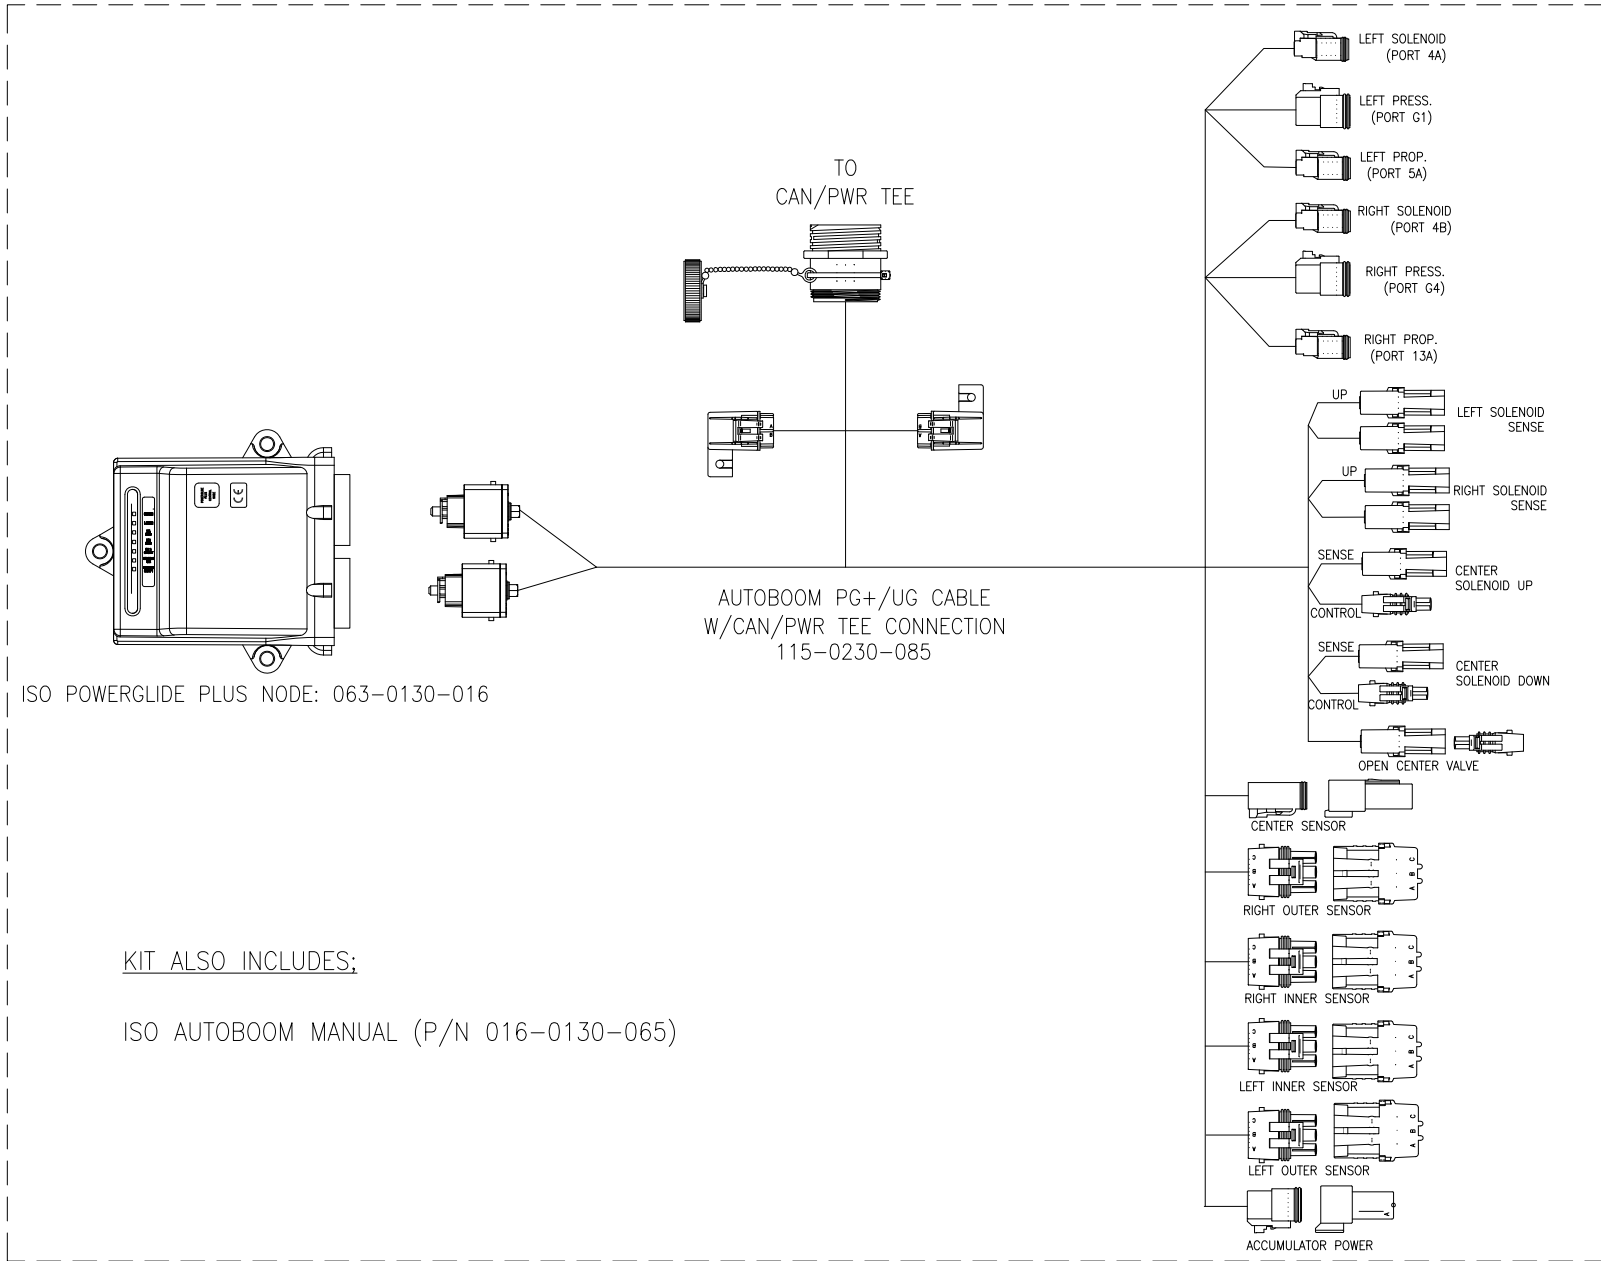 LEFT SOLENOID
(PORT 4A)
LEFT PRESS.
(PORT G1)
LEFT PROP.
(PORT 5A)
RIGHT SOLENOID
(PORT 4B)
RIGHT PRESS.
(PORT G4)
RIGHT PROP.
(PORT 13A)
TO
CAN/PWR TEE
UP
LEFT SOLENOID
SENSE
UP
RIGHT SOLENOID
SENSE
SENSE
CENTER
SOLENOID UP
CONTROL
SENSE
CENTER
SOLENOID DOWN
CONTROL
OPEN CENTER VALVE
AUTOBOOM PG+/UG CABLE
W/CAN/PWR TEE CONNECTION
115-0230-085
CE
ISO POWERGLIDE PLUS NODE: 063-0130-016
CENTER SENSOR
C
B
A
C
B
A
RIGHT OUTER SENSOR
C
B
A
C
B
A
RIGHT INNER SENSOR
C
B
A
C
B
A
LEFT INNER SENSOR
C
B
A
C
B
A
LEFT OUTER SENSOR
A
ACCUMULATOR POWER
KIT ALSO INCLUDES;
ISO AUTOBOOM MANUAL (P/N 016-0130-065)